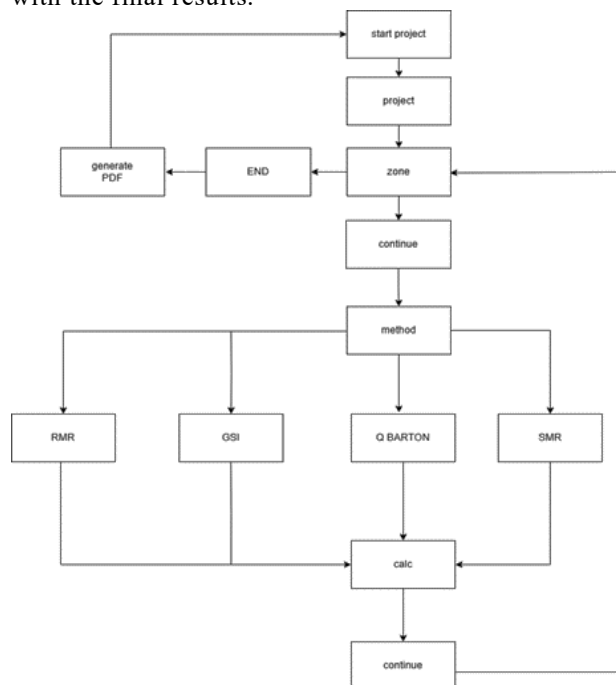 with the final results.
start project
project
generate
PDF
END
zone
continue
method
RMR
GSI
Q BARTON
SMR
calc
continue